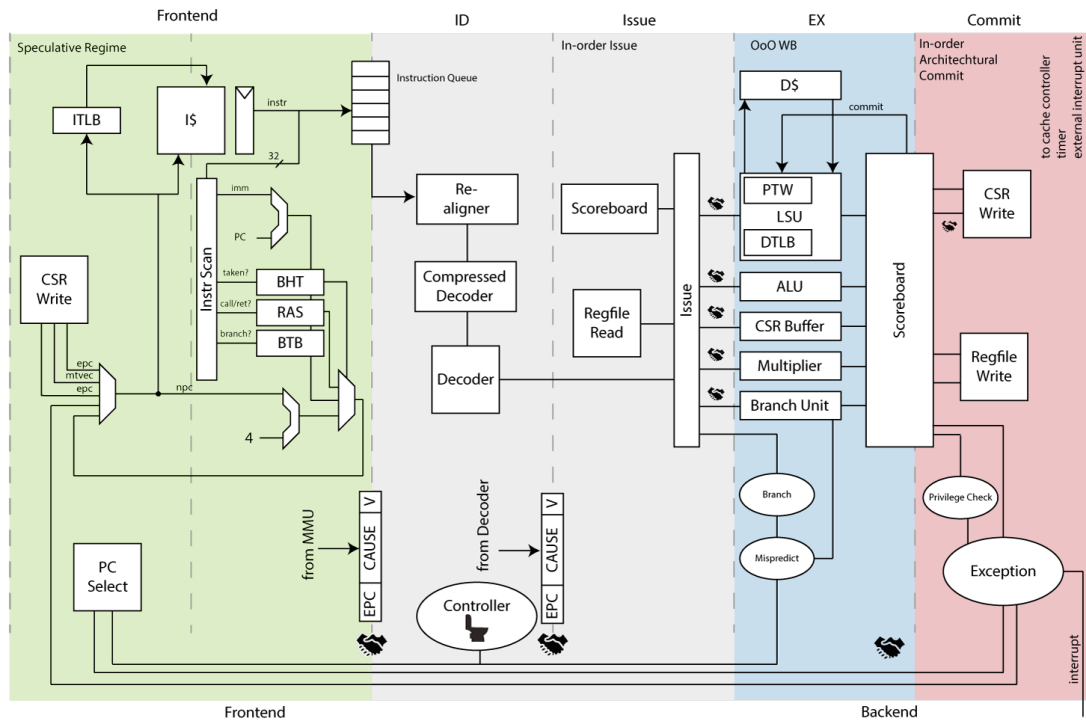 Frontend
ID
Issue
EX
Commit
Speculative Regime
In-order Issue
OoO WB
In-order
Architechtural
Commit
to cache controller
timer
external interrupt unit
Instruction Queue
ITLB
I$
instr
32
D$
commit
imm
PC
Instr Scan
taken?
BHT
call/ret?
RAS
branch?
BTB
CSR
Write
epc
mtvec
epc
npc
4
Re-
aligner
Compressed
Decoder
Decoder
Scoreboard
Regfile
Read
Issue
PTW
LSU
DTLB
ALU
CSR Buffer
Multiplier
Branch Unit
Scoreboard
CSR
Write
Regfile
Write
Branch
Mispredict
Privilege Check
Exception
from MMU
V
CAUSE
EPC
from Decoder
V
CAUSE
EPC
PC
Select
Controller
interrupt
Frontend
Backend